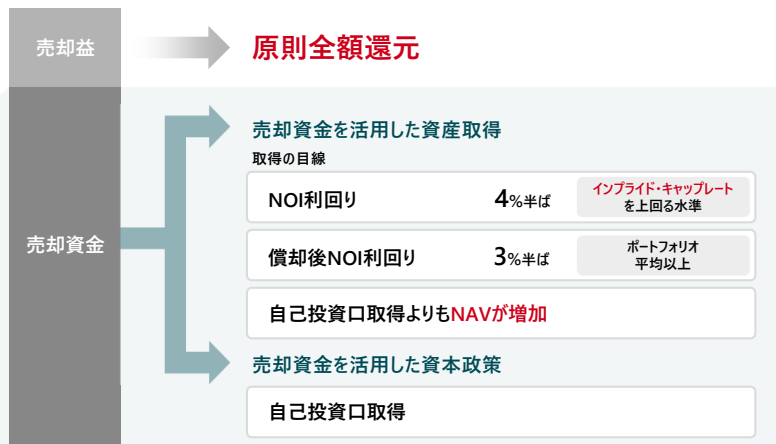 売却益
原則全額還元
売却資金
売却資金を活用した資産取得
取得の目線
NOI利回り 4%半ば インプライド・キャップレート
を上回る水準
償却後NOI利回り 3%半ば ポートフォリオ
平均以上
自己投資口取得よりもNAVが増加
売却資金を活用した資本政策
自己投資口取得